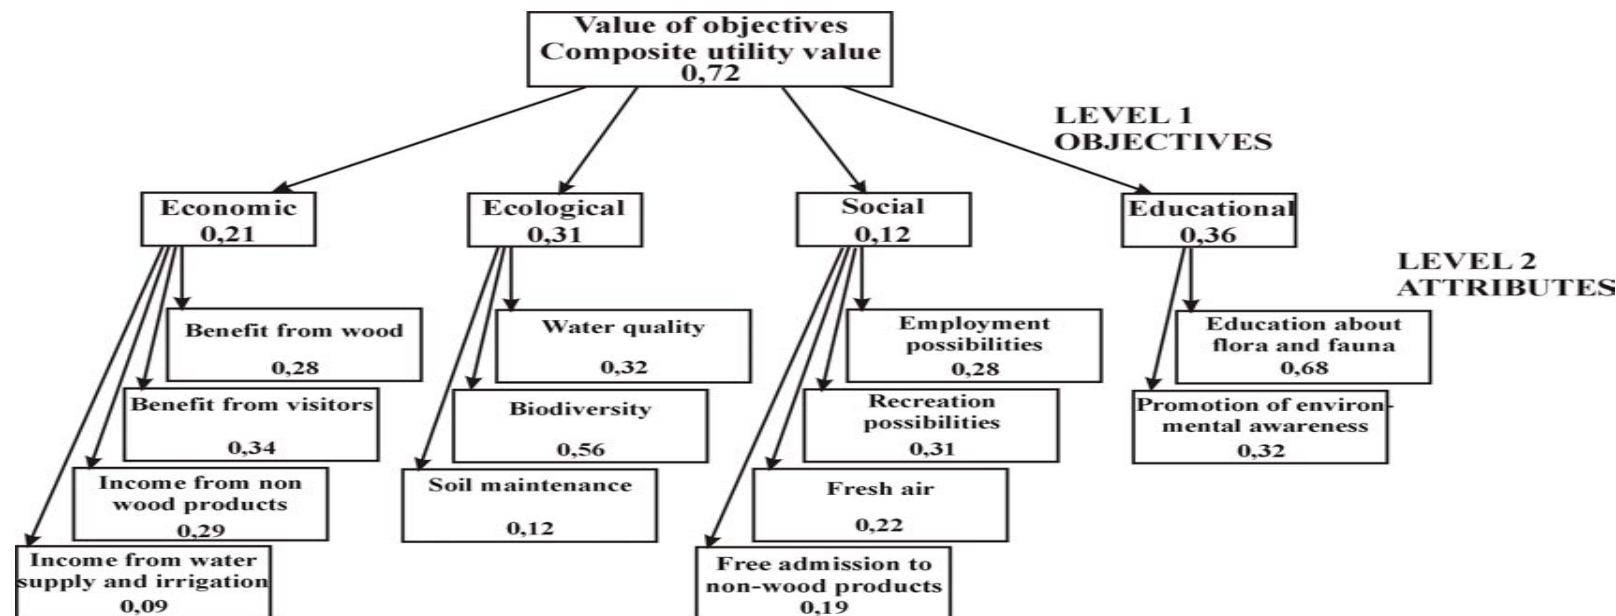 Value of objectives
Composite utility value
0,72
LEVEL 1
OBJECTIVES
Economic
0,21
Ecological
0,31
Social
0,12
Educational
0,36
LEVEL 2
ATTRIBUTES
Benefit from wood
0,28
Benefit from visitors
0,34
Income from non
wood products
0,29
Income from water
supply and irrigation
0,09
Water quality
0,32
Biodiversity
0,56
Soil maintenance
0,12
Employment
possibilities
0,28
Recreation
possibilities
0,31
Fresh air
0,22
Free admission to
non-wood products
0,19
Education about
flora and fauna
0,68
Promotion of environ-
mental awareness
0,32